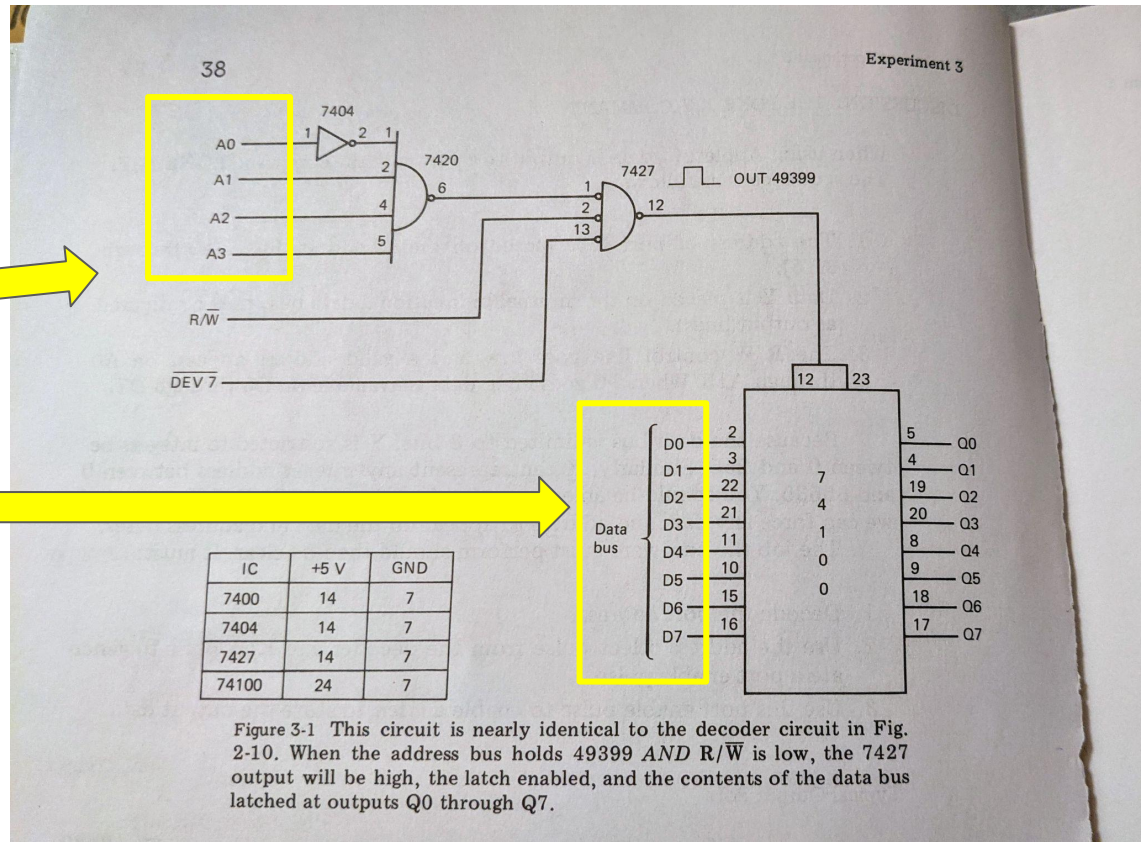 38
Experiment 3
7404
A0
1
2
1
A1
2
7420
6
A2
4
A3
5
7427
1
2
13
12
OUT 49399
R/W̅
D̅E̅V̅ ̅7̅
12
23
Data
bus
D0
2
5
Q0
D1
3
4
Q1
D2
22
19
Q2
D3
21
20
Q3
D4
11
8
Q4
D5
10
9
Q5
D6
15
18
Q6
D7
16
17
Q7
7
4
1
0
0
IC +5 V GND
7400 14 7
7404 14 7
7427 14 7
74100 24 7
Figure 3-1 This circuit is nearly identical to the decoder circuit in Fig.
2-10. When the address bus holds 49399 AND R/W̅ is low, the 7427
output will be high, the latch enabled, and the contents of the data bus
latched at outputs Q0 through Q7.